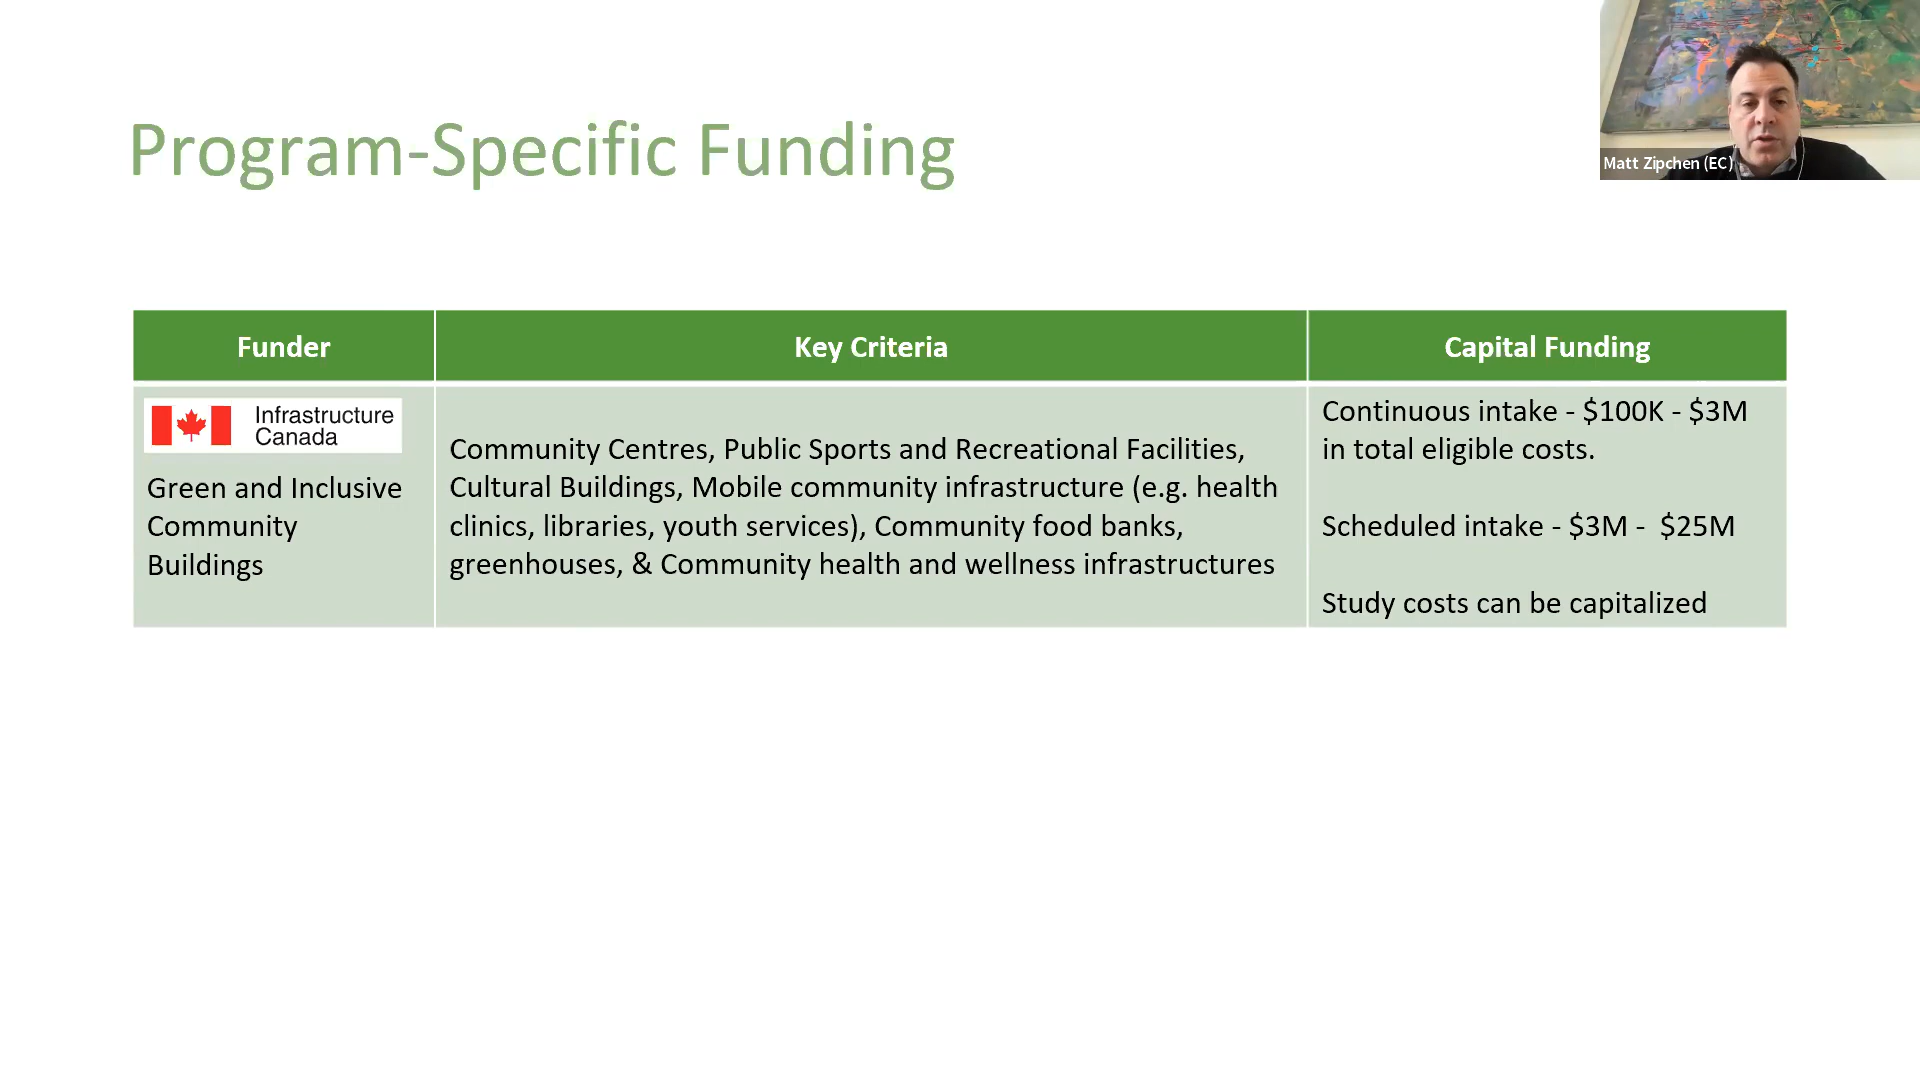 Matt Zipchen (EC)
Program-Specific Funding
Funder
Key Criteria
Capital Funding
Infrastructure
Canada
Green and Inclusive
Community
Buildings
Community Centres, Public Sports and Recreational Facilities,
Cultural Buildings, Mobile community infrastructure (e.g. health
clinics, libraries, youth services), Community food banks,
greenhouses, & Community health and wellness infrastructures
Continuous intake - $100K - $3M
in total eligible costs.
Scheduled intake - $3M -  $25M
Study costs can be capitalized